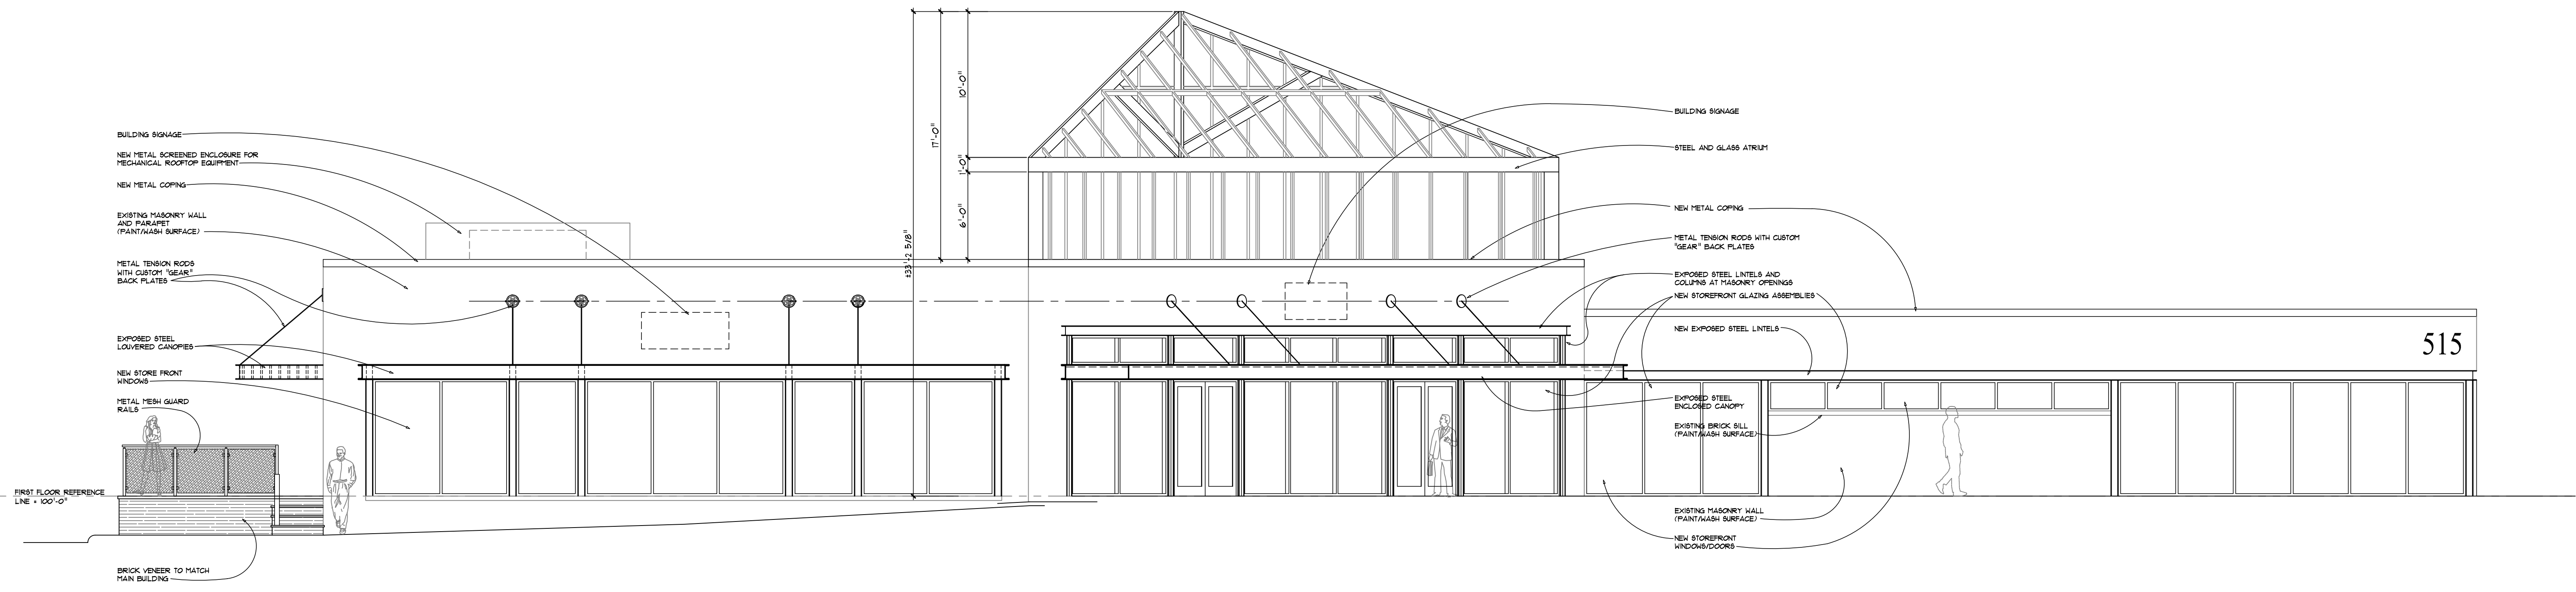 BUILDING SIGNAGE
NEW METAL SCREENED ENCLOSURE FOR
MECHANICAL ROOFTOP EQUIPMENT
NEW METAL COPING
EXISTING MASONRY WALL
AND PARAPET
(PAINT/WASH SURFACE)
METAL TENSION RODS
WITH CUSTOM "GEAR"
BACK PLATES
EXPOSED STEEL
LOUVERED CANOPIES
NEW STORE FRONT
WINDOWS
METAL MESH GUARD
RAILS
FIRST FLOOR REFERENCE
LINE = 100'-0"
BRICK VENEER TO MATCH
MAIN BUILDING
±33'-2 5/8"
17'-0"
10'-0"
1'-0"
6'-0"
BUILDING SIGNAGE
STEEL AND GLASS ATRIUM
NEW METAL COPING
METAL TENSION RODS WITH CUSTOM
"GEAR" BACK PLATES
EXPOSED STEEL LINTELS AND
COLUMNS AT MASONRY OPENINGS
NEW STOREFRONT GLAZING ASSEMBLIES
NEW EXPOSED STEEL LINTELS
EXPOSED STEEL
ENCLOSED CANOPY
EXISTING BRICK SILL
(PAINT/WASH SURFACE)
EXISTING MASONRY WALL
(PAINT/WASH SURFACE)
NEW STOREFRONT
WINDOWS/DOORS
515